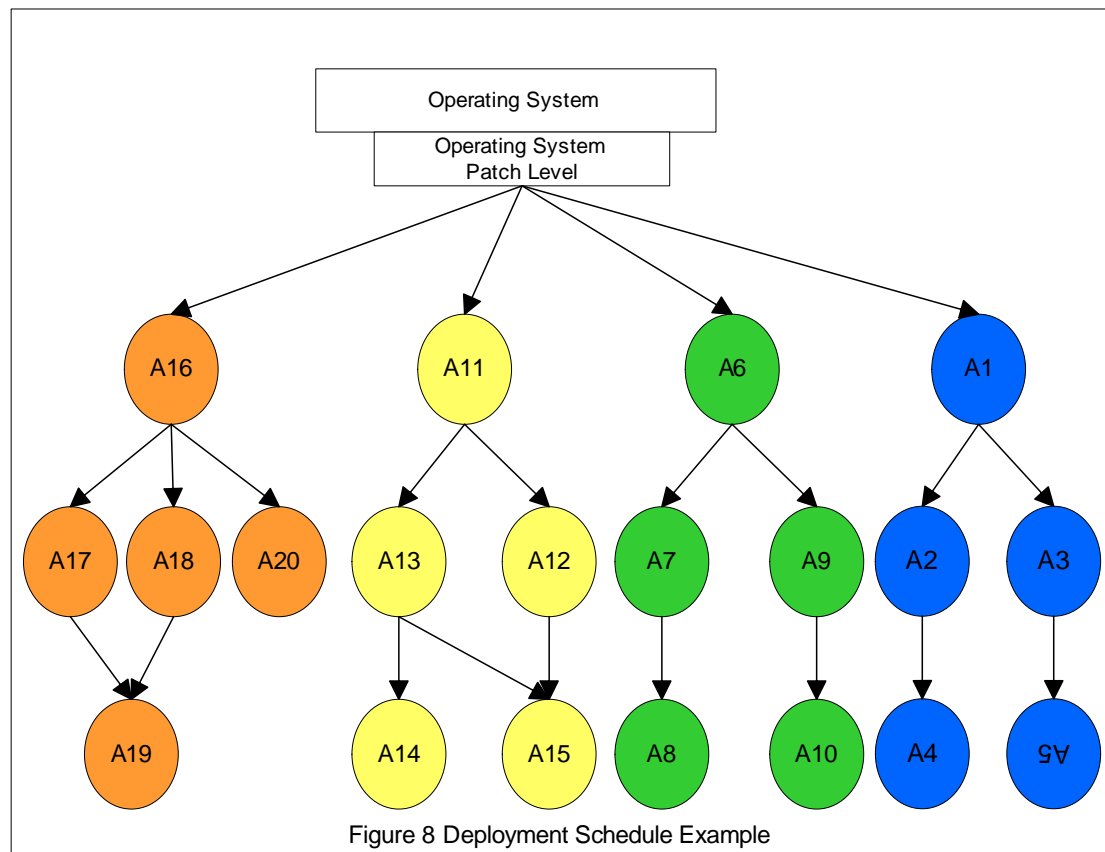 Operating System
Operating System
Patch Level
A16
A11
A6
A1
A17
A18
A20
A13
A12
A7
A9
A2
A3
A19
A14
A15
A8
A10
A4
A5
Figure 8 Deployment Schedule Example